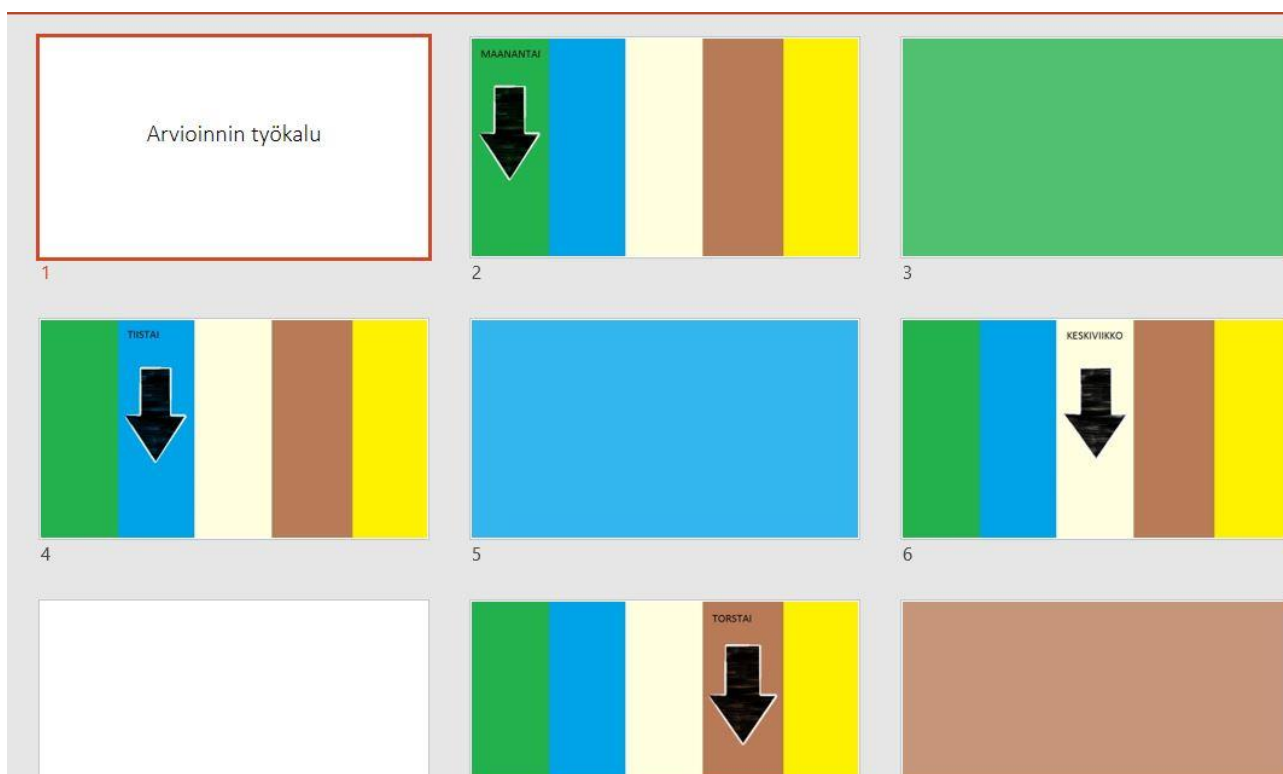 Arvioinnin työkalu
MAANANTAI
1
2
3
TIISTAI
KESKIVIIKKO
4
5
6
TORSTAI